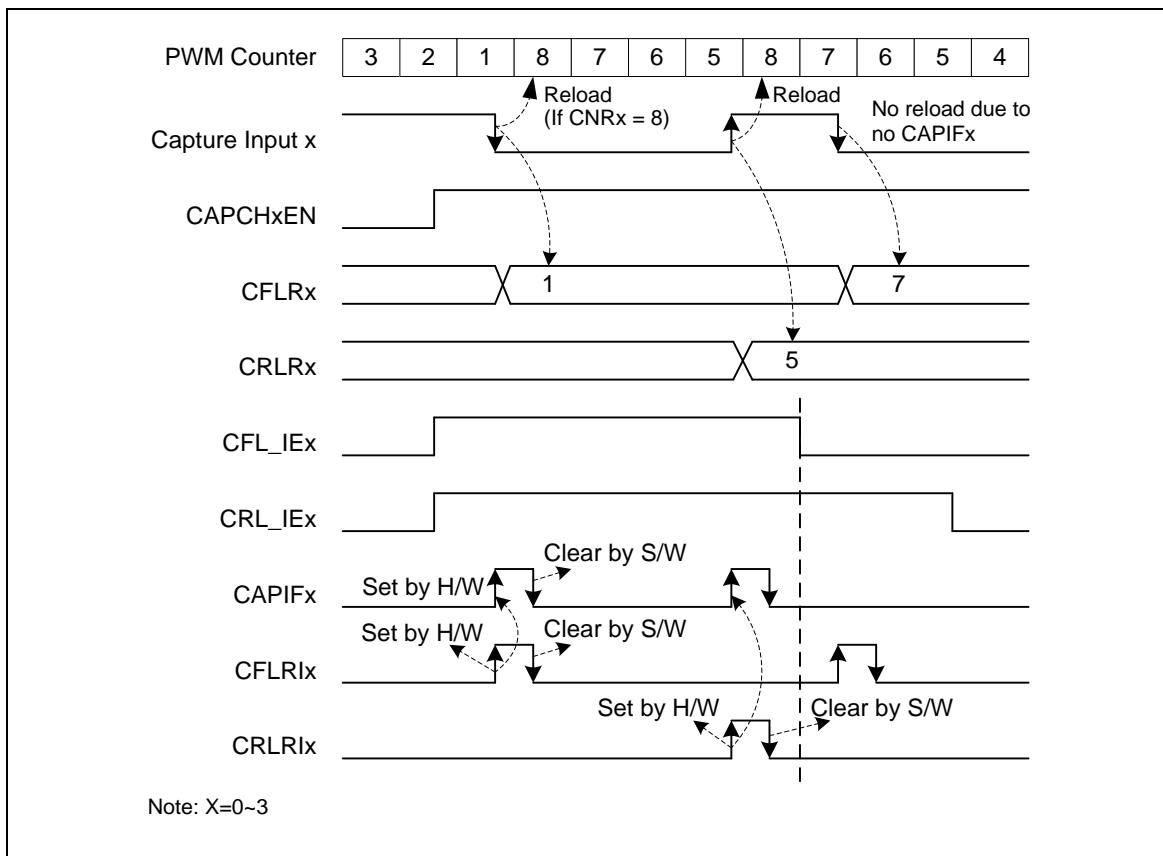 PWM Counter 3 2 1 8 7 6 5 8 7 6 5 4
Reload
(If CNRx = 8)
Reload
No reload due to
no CAPIFx
Capture Input x
CAPCHxEN
CFLRx 1 7
CRLRx 5
CFL_IEx
CRL_IEx
Clear by S/W
CAPIFx Set by H/W
Set by H/W Clear by S/W
CFLRIx
Set by H/W Clear by S/W
CRLRIx
Note: X=0~3